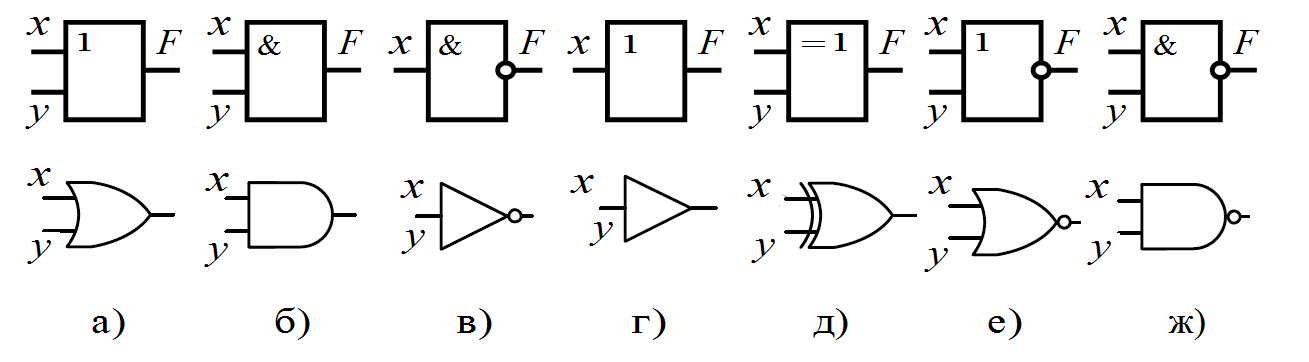 x 1 F x & F x & F x 1 F x =1 F x 1 F x & F
y y y y y
x x x x x x x
y y y y y y y
а) б) в) г) д) е) ж)